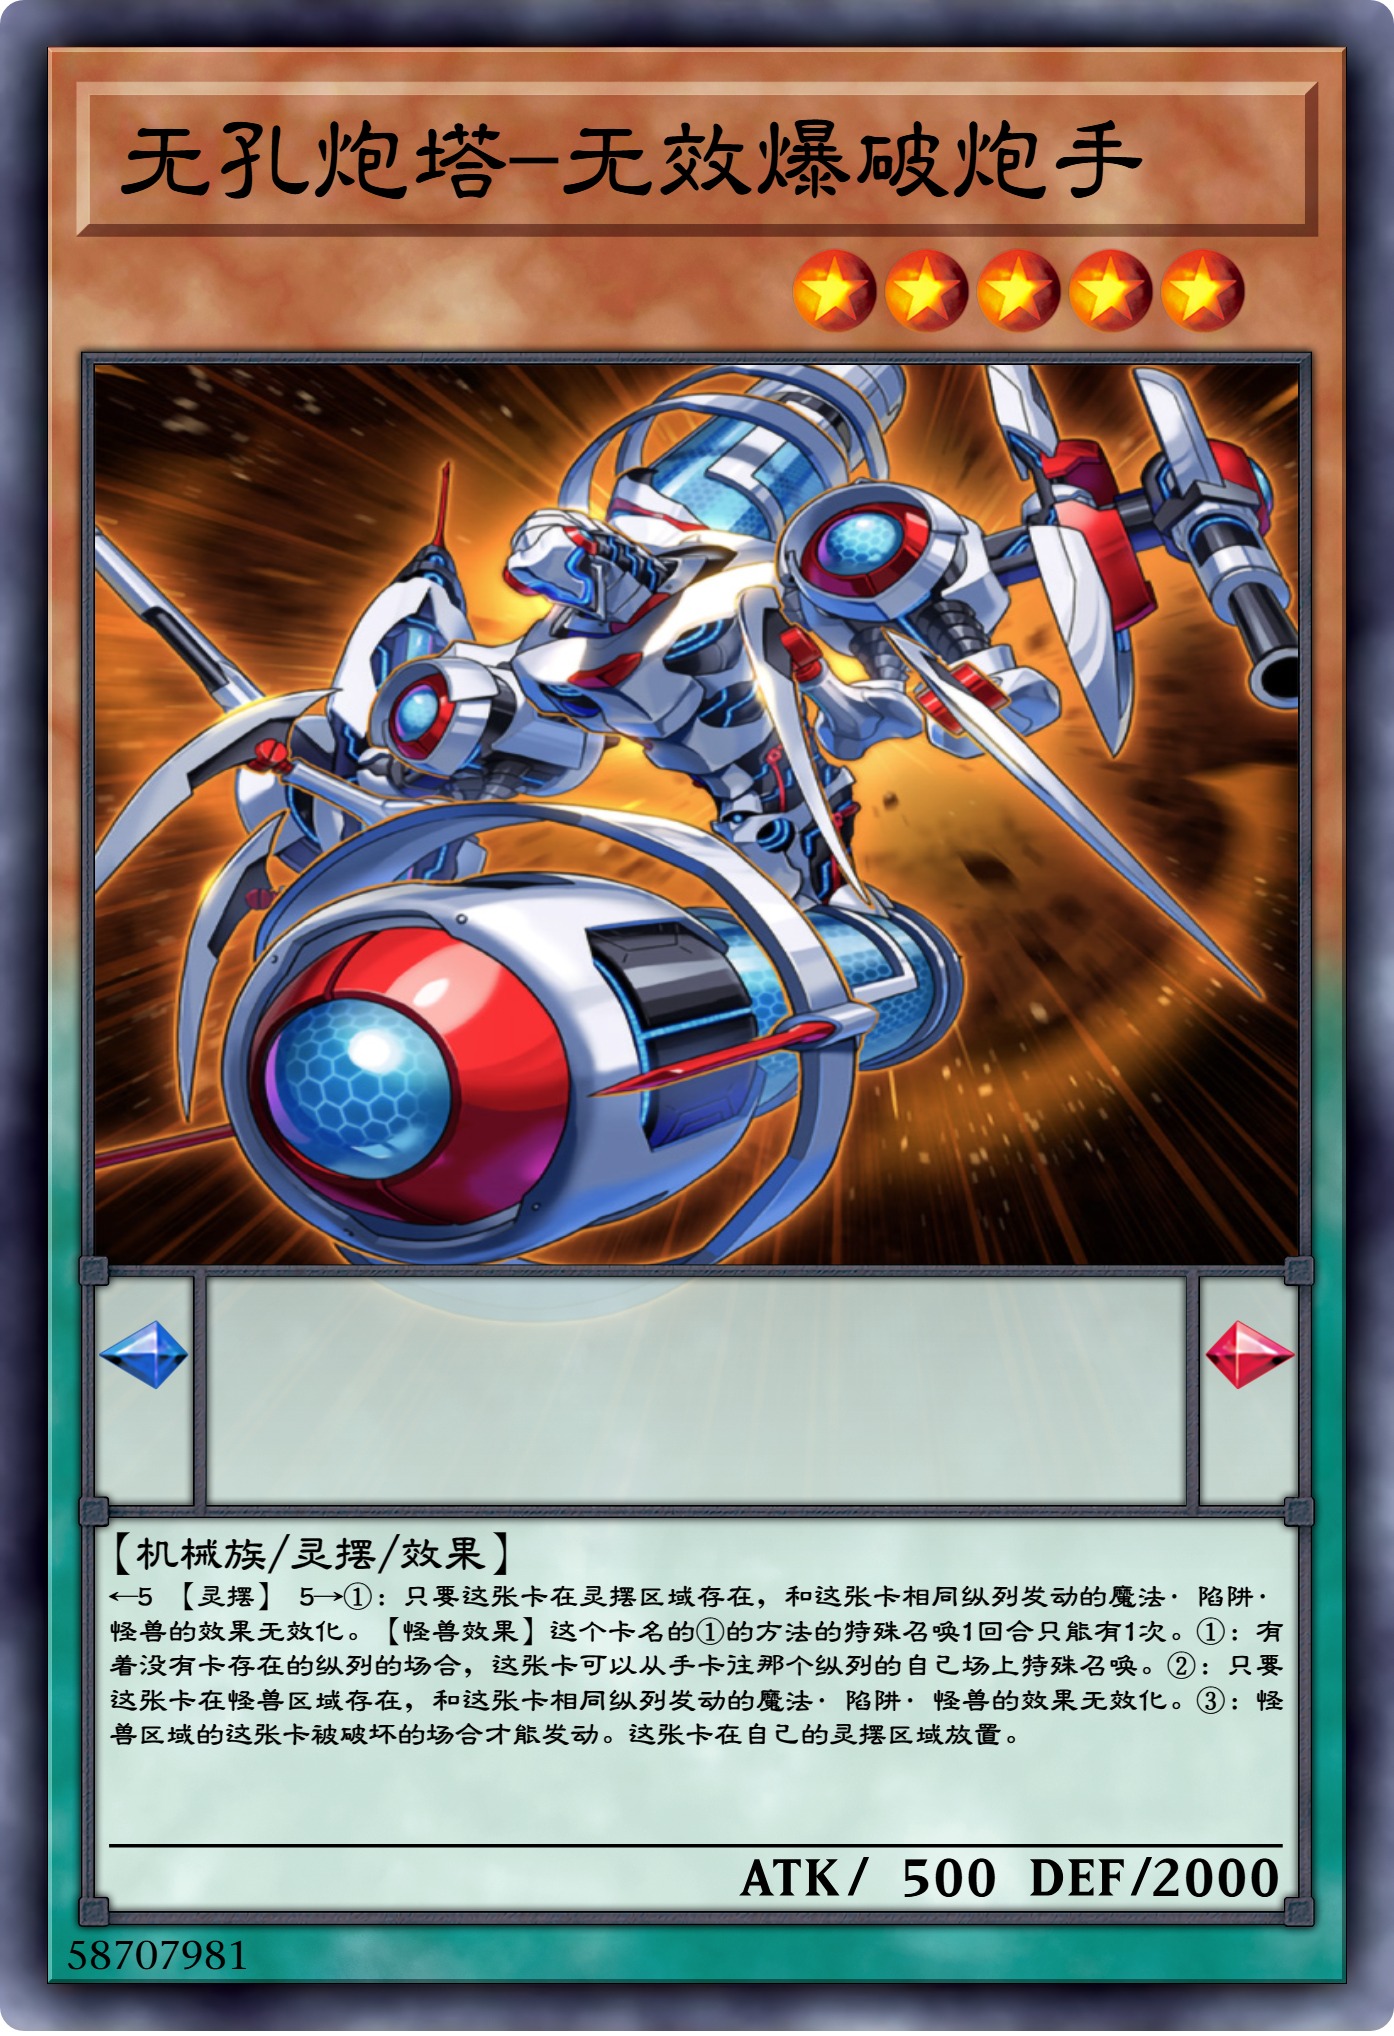 无孔炮塔-无效爆破炮手
【机械族/灵摆/效果】
←5 【灵摆】 5→①：只要这张卡在灵摆区域存在，和这张卡相同纵列发动的魔法·陷阱·
怪兽的效果无效化。【怪兽效果】这个卡名的①的方法的特殊召唤1回合只能有1次。①：有
着没有卡存在的纵列的场合，这张卡可以从手卡往那个纵列的自己场上特殊召唤。②：只要
这张卡在怪兽区域存在，和这张卡相同纵列发动的魔法·陷阱·怪兽的效果无效化。③：怪
兽区域的这张卡被破坏的场合才能发动。这张卡在自己的灵摆区域放置。
ATK/ 500 DEF/2000
58707981